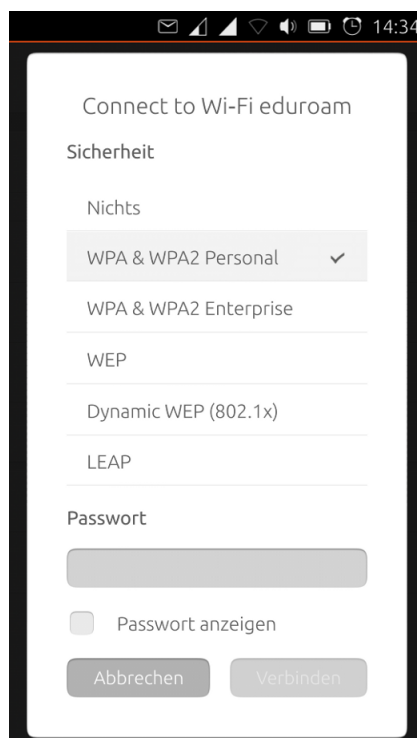 14:34
Connect to Wi-Fi eduroam
Sicherheit
Nichts
WPA & WPA2 Personal
WPA & WPA2 Enterprise
WEP
Dynamic WEP (802.1x)
LEAP
Passwort
Passwort anzeigen
Abbrechen Verbinden